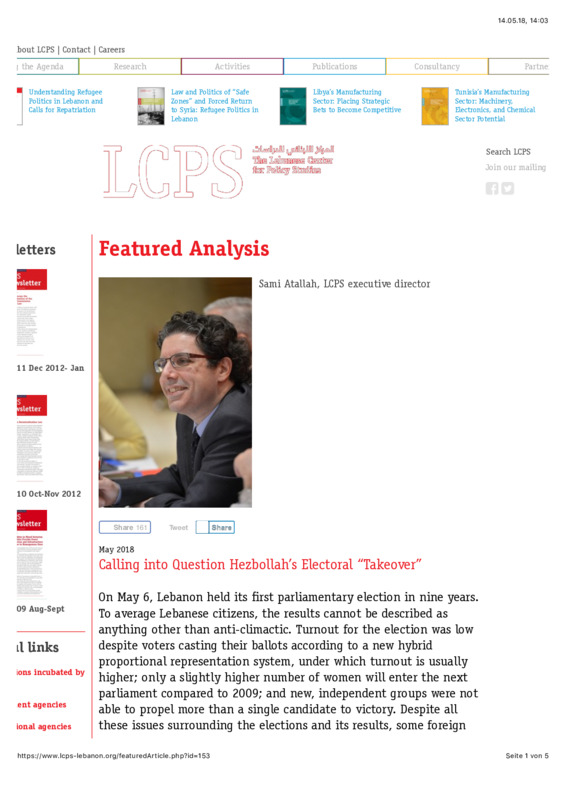 14.05.18, 14:03
bout LCPS | Contact | Careers
the Agenda
Research
Activities
Publications
Consultancy
Partne
Understanding Refugee
Politics in Lebanon and
Calls for Repatriation
Law and Politics of "Safe
Zones" and Forced Return
to Syria: Refugee Politics in
Lebanon
Libya's Manufacturing
Sector: Placing Strategic
Bets to Become Competitive
Tunisia's Manufacturing
Sector: Machinery,
Electronics, and Chemical
Sector Potential
LCPS
المركز اللبناني للدراسات
The Lebanese Center
for Policy Studies
Search LCPS
Join our mailing
letters
Featured Analysis
Sami Atallah, LCPS executive director
S
wsletter
11 Dec 2012- Jan
wsletter
10 Oct-Nov 2012
wsletter
09 Aug-Sept
Share 161
Tweet
Share
May 2018
Calling into Question Hezbollah's Electoral "Takeover"
On May 6, Lebanon held its first parliamentary election in nine years.
To average Lebanese citizens, the results cannot be described as
anything other than anti-climactic. Turnout for the election was low
despite voters casting their ballots according to a new hybrid
proportional representation system, under which turnout is usually
higher; only a slightly higher number of women will enter the next
parliament compared to 2009; and new, independent groups were not
able to propel more than a single candidate to victory. Despite all
these issues surrounding the elections and its results, some foreign
l links
ions incubated by
ent agencies
ional agencies
https://www.lcps-lebanon.org/featuredArticle.php?id=153
Seite 1 von 5